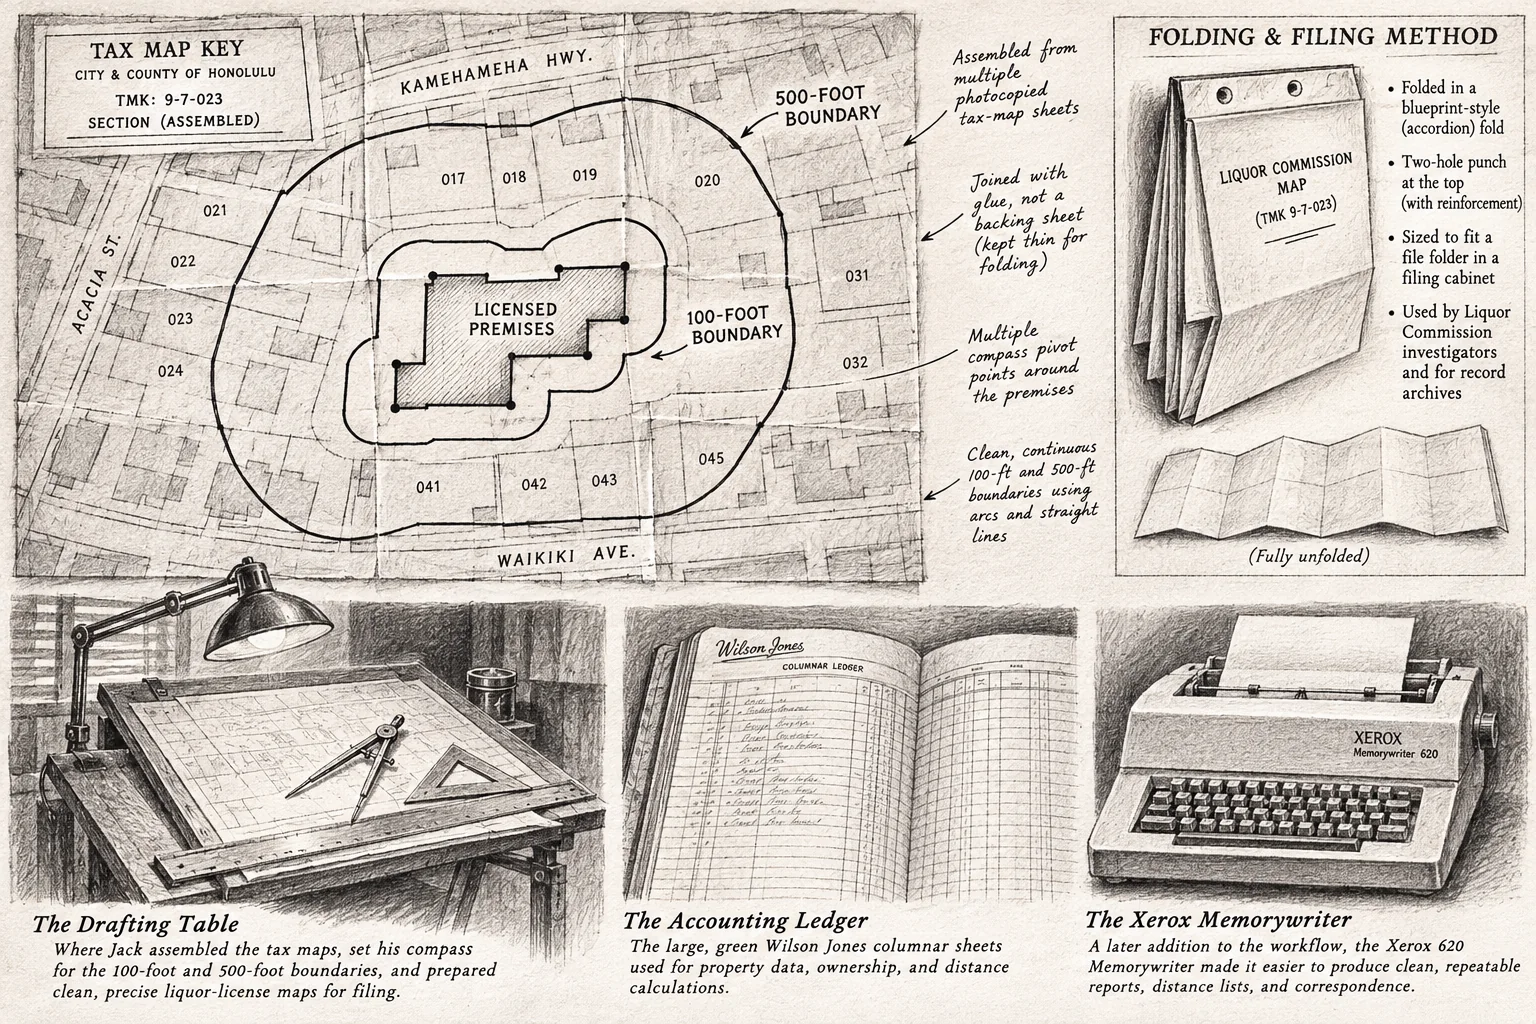 TAX MAP KEY
CITY & COUNTY OF HONOLULU
TMK: 9-7-023
SECTION (ASSEMBLED)
KAMEHAMEHA HWY.
500-FOOT
BOUNDARY
017
018
019
020
021
022
023
024
ACACIA ST.
031
032
LICENSED
PREMISES
100-FOOT
BOUNDARY
041
042
043
045
WAIKIKI AVE.
Assembled from
multiple
photocopied
tax-map sheets
Joined with
glue, not a
backing sheet
(kept thin for
folding)
Multiple
compass pivot
points around
the premises
Clean, continuous
100-ft and 500-ft
boundaries using
arcs and straight
lines
FOLDING & FILING METHOD
LIQUOR COMMISSION
MAP
(TMK 9-7-023)
• Folded in a
blueprint-style
(accordion) fold
• Two-hole punch
at the top
(with reinforcement)
• Sized to fit a
file folder in a
filing cabinet
• Used by Liquor
Commission
investigators
and for record
archives
(Fully unfolded)
The Drafting Table
Where Jack assembled the tax maps, set his compass
for the 100-foot and 500-foot boundaries, and prepared
clean, precise liquor-license maps for filing.
Wilson Jones
COLUMNAR LEDGER
The Accounting Ledger
The large, green Wilson Jones columnar sheets
used for property data, ownership, and distance
calculations.
XEROX
Memorywriter 620
The Xerox Memorywriter
A later addition to the workflow, the Xerox 620
Memorywriter made it easier to produce clean, repeatable
reports, distance lists, and correspondence.